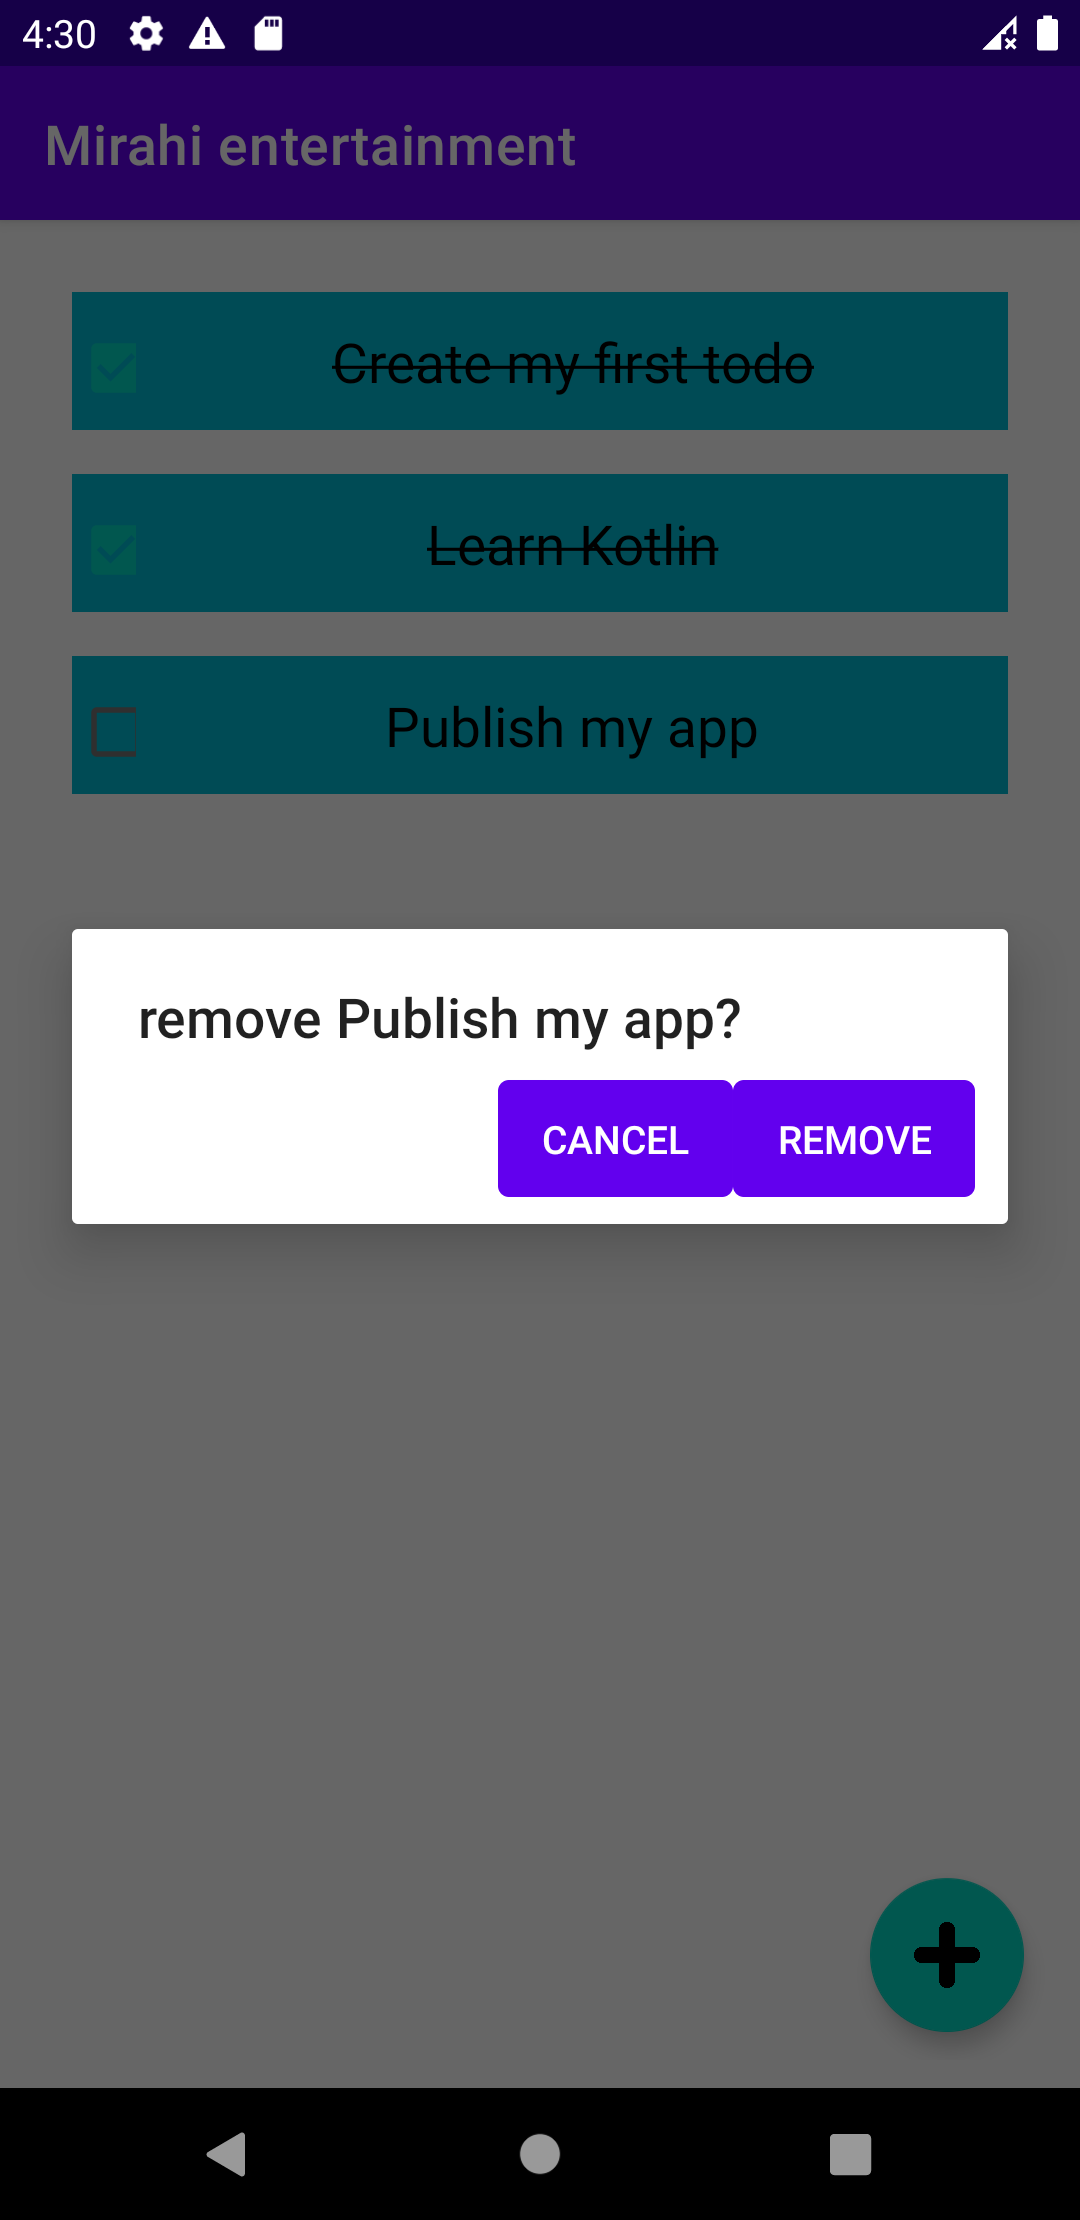 4:30
Mirahi entertainment
Create my first todo
Learn Kotlin
Publish my app
remove Publish my app?
CANCEL REMOVE